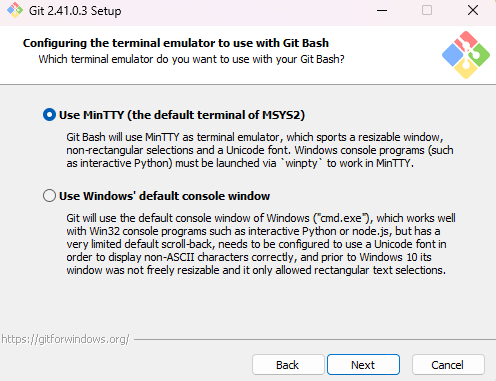 Git 2.41.0.3 Setup
Configuring the terminal emulator to use with Git Bash
Which terminal emulator do you want to use with your Git Bash?
Use MinTTY (the default terminal of MSYS2)
Git Bash will use MinTTY as terminal emulator, which sports a resizable window,
non-rectangular selections and a Unicode font. Windows console programs (such
as interactive Python) must be launched via `winpty` to work in MinTTY.
Use Windows' default console window
Git will use the default console window of Windows ("cmd.exe"), which works well
with Win32 console programs such as interactive Python or node.js, but has a
very limited default scroll-back, needs to be configured to use a Unicode font in
order to display non-ASCII characters correctly, and prior to Windows 10 its
window was not freely resizable and it only allowed rectangular text selections.
https://gitforwindows.org/
Back
Next
Cancel